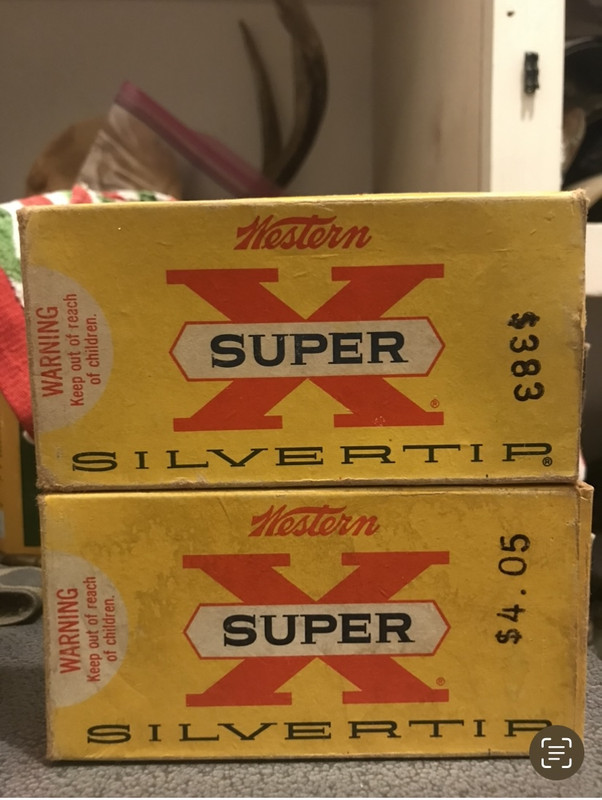 Western
X
SUPER
®
SILVERTIP®
WARNING
Keep out of reach
of children.
$383
Western
X
SUPER
®
SILVERTIP
WARNING
Keep out of reach
of children.
$4.05